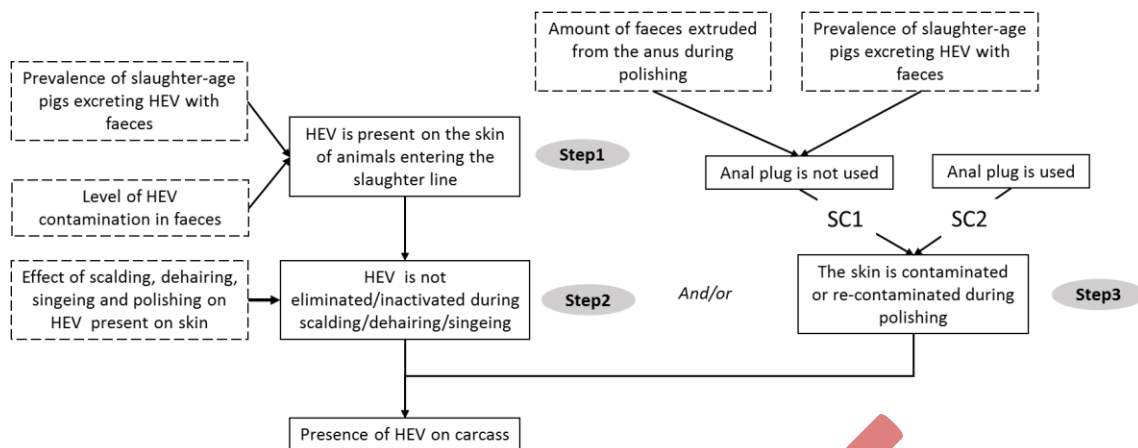 Prevalence of slaughter-age
pigs excreting HEV with
faeces
Level of HEV
contamination in faeces
HEV is present on the skin
of animals entering the
slaughter line
Step1
Effect of scalding, dehairing,
singeing and polishing on
HEV present on skin
HEV is not
eliminated/inactivated during
scalding/dehairing/singeing
Step2
And/or
Amount of faeces extruded
from the anus during
polishing
Prevalence of slaughter-age
pigs excreting HEV with
faeces
Anal plug is not used
Anal plug is used
SC1
SC2
The skin is contaminated
or re-contaminated during
polishing
Step3
Presence of HEV on carcass